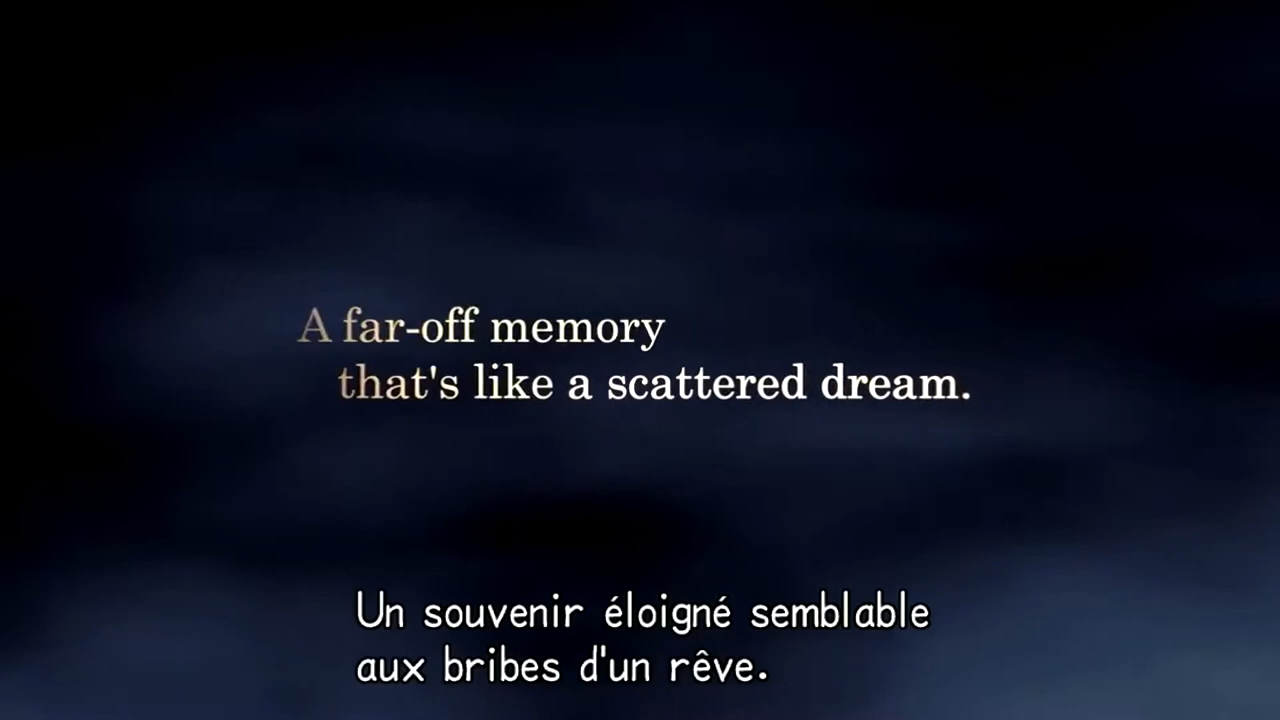 A far-off memory
that's like a scattered dream.
Un souvenir éloigné semblable
aux bribes d'un rêve.